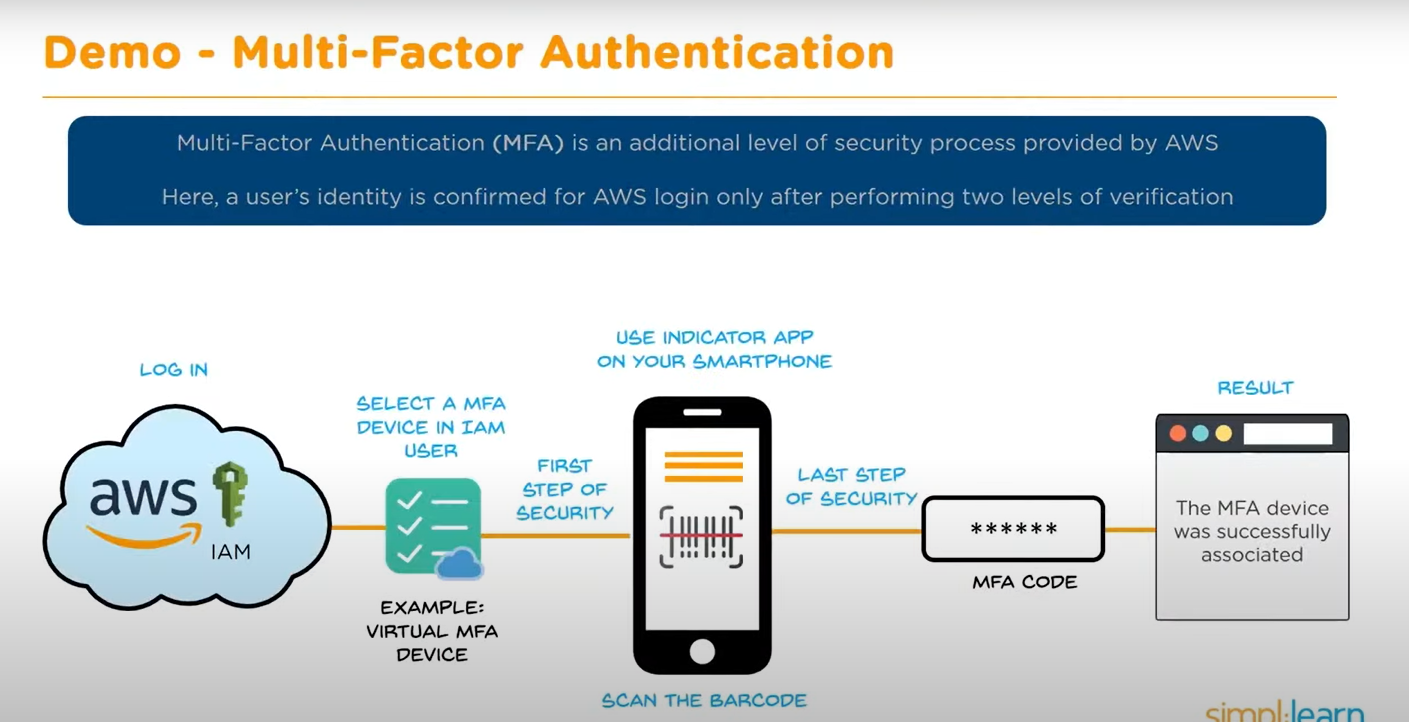 Demo - Multi-Factor Authentication
Multi-Factor Authentication (MFA) is an additional level of security process provided by AWS
Here, a user's identity is confirmed for AWS login only after performing two levels of verification
LOG IN
aws
IAM
SELECT A MFA
DEVICE IN IAM
USER
EXAMPLE:
VIRTUAL MFA
DEVICE
FIRST
STEP OF
SECURITY
USE INDICATOR APP
ON YOUR SMARTPHONE
SCAN THE BARCODE
LAST STEP
OF SECURITY
******
MFA CODE
RESULT
The MFA device
was successfully
associated
simplilearn